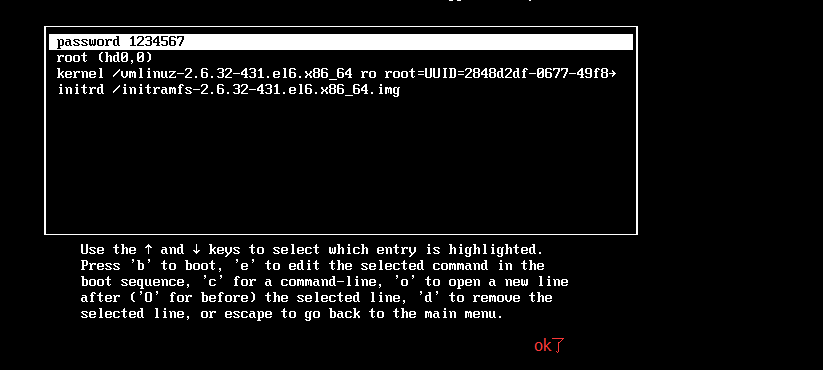 password 1234567
root (hd0,0)
kernel /vmlinuz-2.6.32-431.el6.x86_64 ro root=UUID=2848d2df-0677-49f8→
initrd /initramfs-2.6.32-431.el6.x86_64.img
Use the ↑ and ↓ keys to select which entry is highlighted.
Press 'b' to boot, 'e' to edit the selected command in the
boot sequence, 'c' for a command-line, 'o' to open a new line
after ('O' for before) the selected line, 'd' to remove the
selected line, or escape to go back to the main menu.
ok了